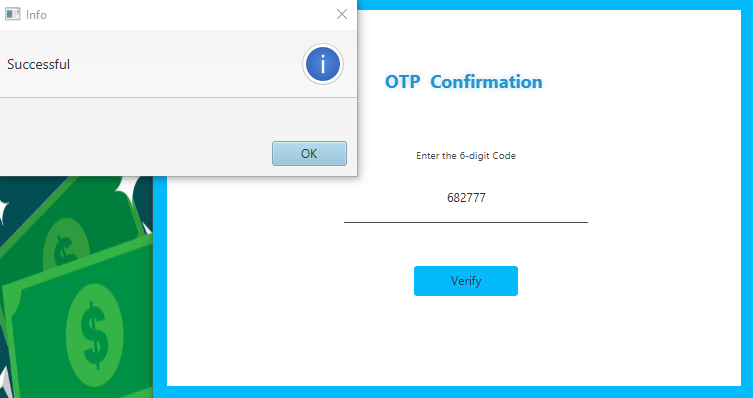 Info
Successful
OK
OTP Confirmation
Enter the 6-digit Code
682777
Verify
$
$